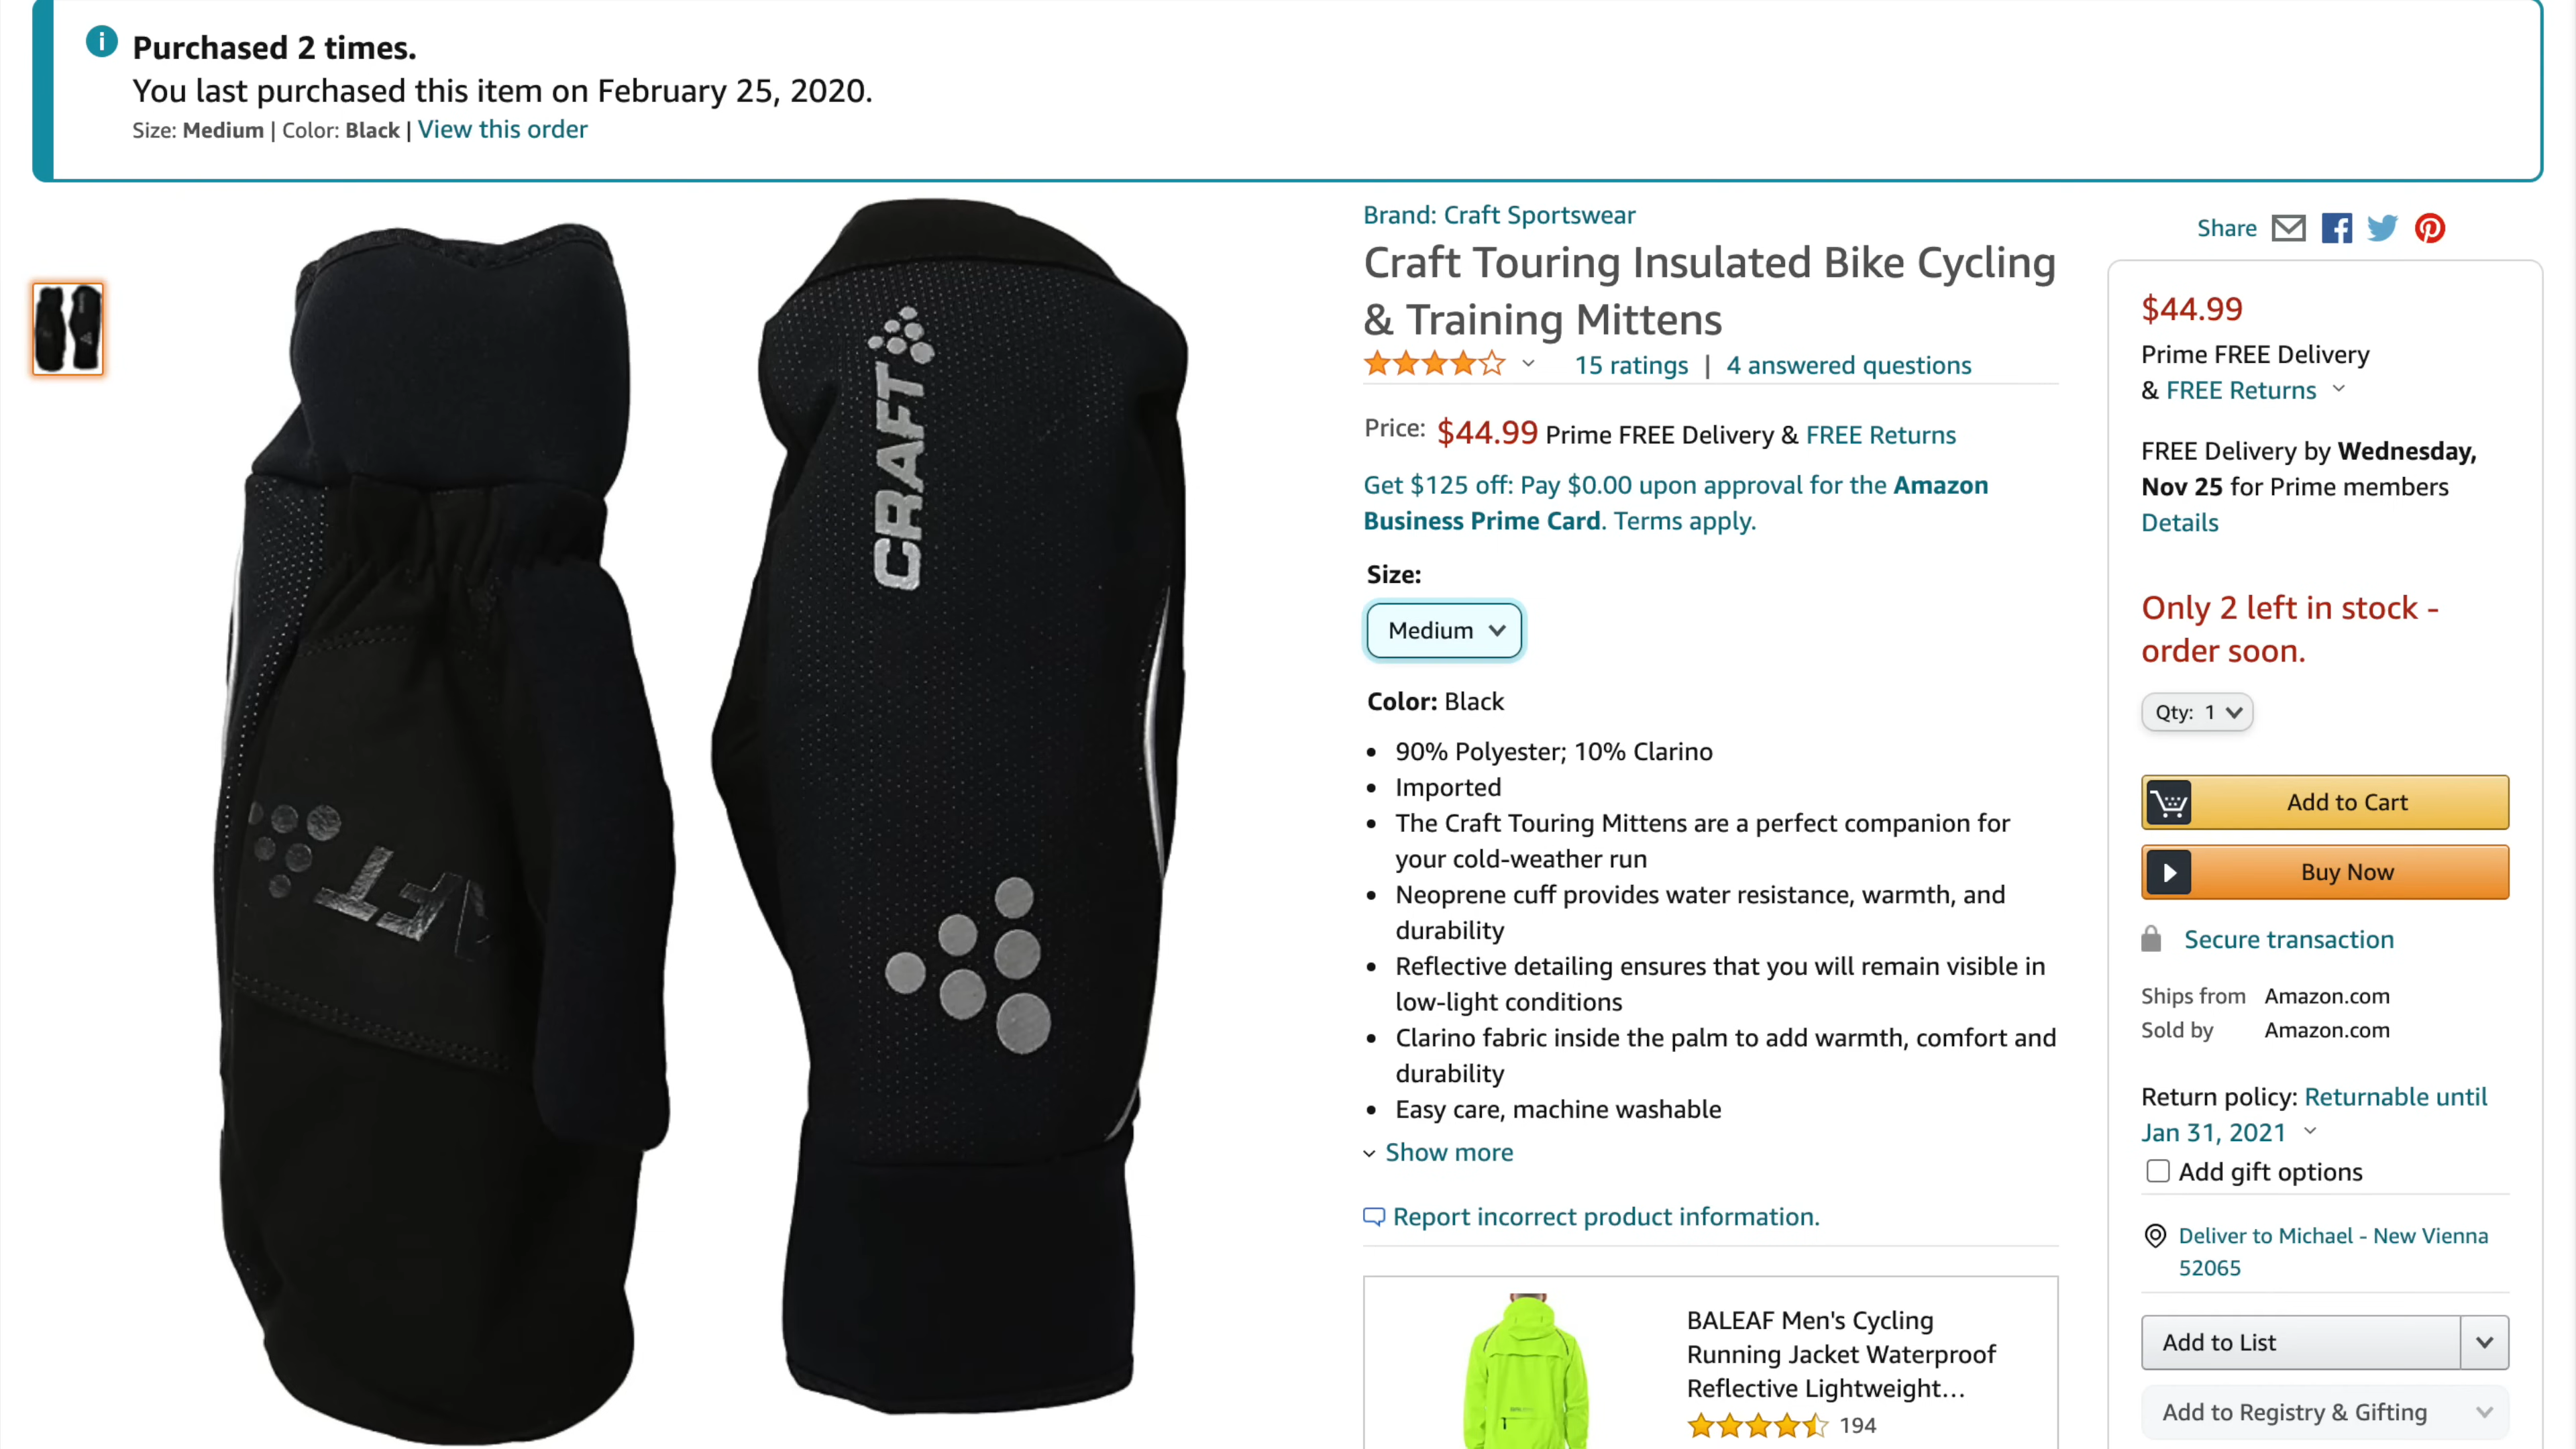 Purchased 2 times.
You last purchased this item on February 25, 2020.
Size: Medium | Color: Black | View this order
CRAFT
Brand: Craft Sportswear
Craft Touring Insulated Bike Cycling
& Training Mittens
15 ratings | 4 answered questions
Price: $44.99 Prime FREE Delivery & FREE Returns
Get $125 off: Pay $0.00 upon approval for the Amazon
Business Prime Card. Terms apply.
Size:
Medium
Color: Black
• 90% Polyester; 10% Clarino
• Imported
• The Craft Touring Mittens are a perfect companion for
your cold-weather run
• Neoprene cuff provides water resistance, warmth, and
durability
• Reflective detailing ensures that you will remain visible in
low-light conditions
• Clarino fabric inside the palm to add warmth, comfort and
durability
• Easy care, machine washable
Show more
Report incorrect product information.
BALEAF Men's Cycling
Running Jacket Waterproof
Reflective Lightweight…
194
Share
$44.99
Prime FREE Delivery
& FREE Returns
FREE Delivery by Wednesday,
Nov 25 for Prime members
Details
Only 2 left in stock -
order soon.
Qty: 1
Add to Cart
Buy Now
Secure transaction
Ships from Amazon.com
Sold by Amazon.com
Return policy: Returnable until
Jan 31, 2021
Add gift options
Deliver to Michael - New Vienna
52065
Add to List
Add to Registry & Gifting